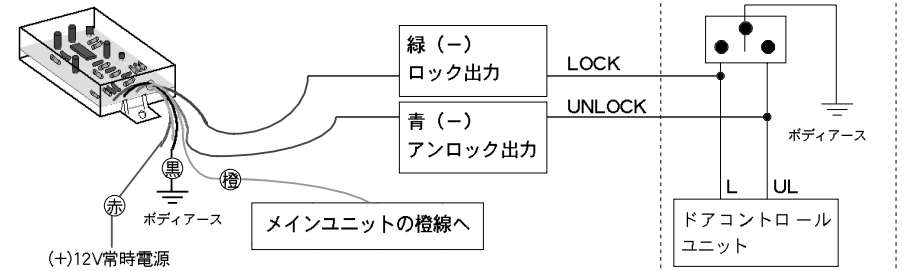 緑（−）
ロック出力
LOCK
青（−）
アンロック出力
UNLOCK
ボディアース
黒
橙
赤
ボディアース
(+)12V常時電源
メインユニットの橙線へ
L
UL
ドアコントロール
ユニット